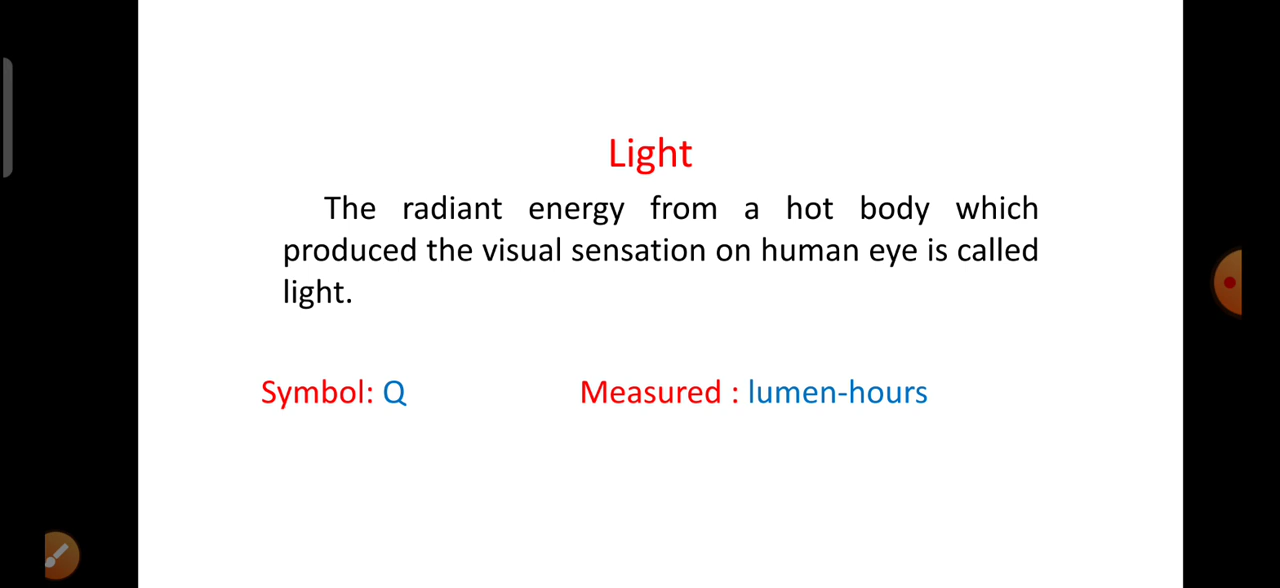 Light
The radiant energy from a hot body which
produced the visual sensation on human eye is called
light.
Symbol: Q Measured : lumen-hours